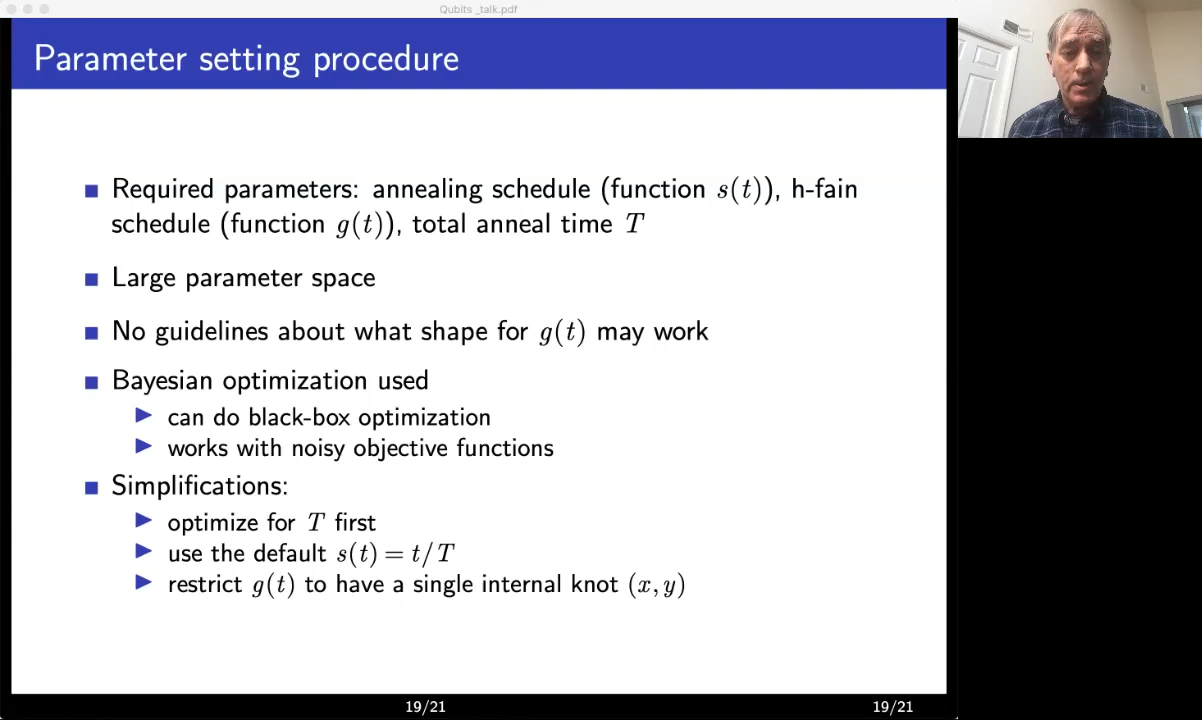 Qubits _talk.pdf
Parameter setting procedure
Required parameters: annealing schedule (function s(t)), h-fain
schedule (function g(t)), total anneal time T
Large parameter space
No guidelines about what shape for g(t) may work
Bayesian optimization used
can do black-box optimization
works with noisy objective functions
Simplifications:
optimize for T first
use the default s(t) = t/T
restrict g(t) to have a single internal knot (x, y)
19/21 19/21